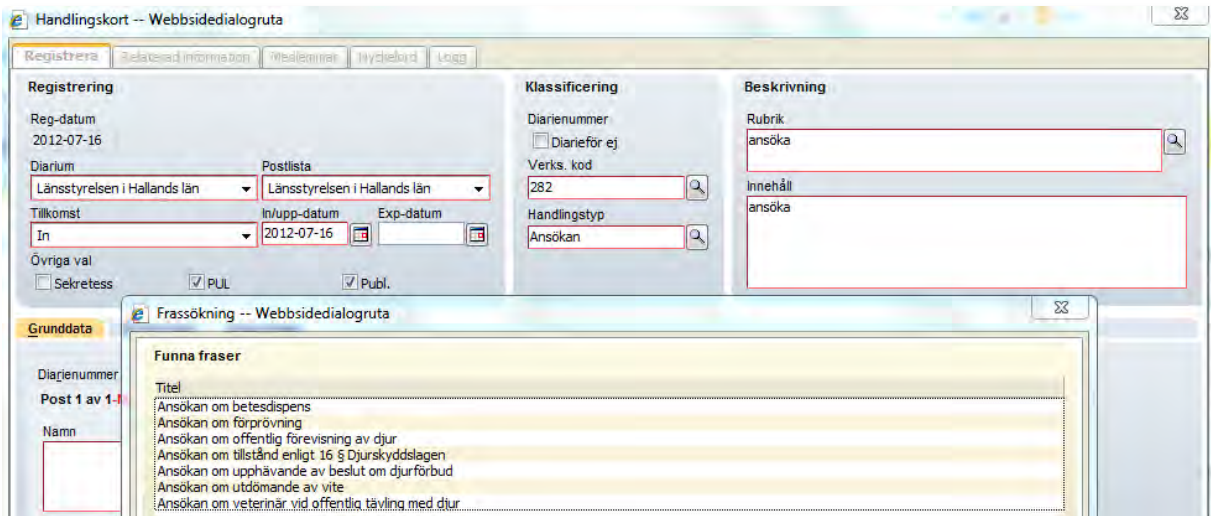 Handlingskort -- Webbsidedialogruta
Registrera Relaterad information Medlemmar Nyckelord Logg
Registrering
Reg-datum
2012-07-16
Diarium Postlista
Länsstyrelsen i Hallands län Länsstyrelsen i Hallands län
Tillkomst In/upp-datum Exp-datum
In 2012-07-16
Övriga val
Sekretess PUL Publ.
Klassificering
Diarienummer
Diarieför ej
Verks. kod
282
Handlingstyp
Ansökan
Beskrivning
Rubrik
ansöka
Innehåll
ansöka
Grunddata
Diarienummer
Post 1 av 1
Namn
Frassökning -- Webbsidedialogruta
Funna fraser
Titel
Ansökan om betesdispens
Ansökan om förprövning
Ansökan om offentlig förevisning av djur
Ansökan om tillstånd enligt 16 § Djurskyddslagen
Ansökan om upphävande av beslut om djurförbud
Ansökan om utdömande av vite
Ansökan om veterinär vid offentlig tävling med djur